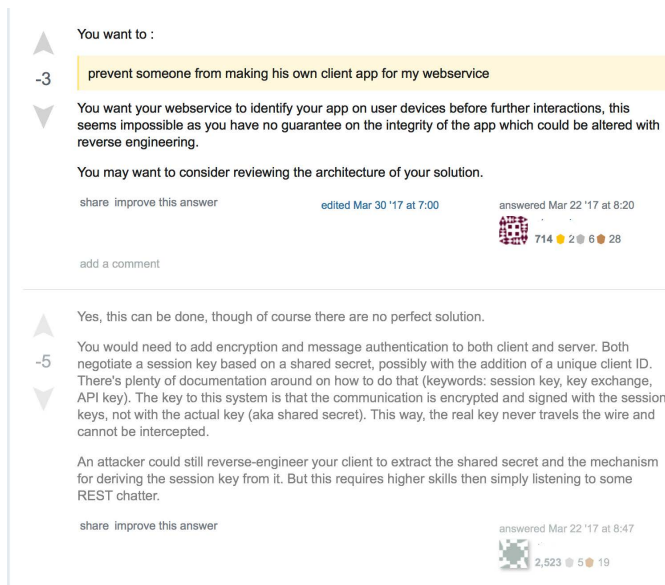 You want to :
-3
prevent someone from making his own client app for my webservice
You want your webservice to identify your app on user devices before further interactions, this
seems impossible as you have no guarantee on the integrity of the app which could be altered with
reverse engineering.
You may want to consider reviewing the architecture of your solution.
share improve this answer
edited Mar 30 '17 at 7:00
answered Mar 22 '17 at 8:20
714 2 6 28
add a comment
Yes, this can be done, though of course there are no perfect solution.
-5
You would need to add encryption and message authentication to both client and server. Both
negotiate a session key based on a shared secret, possibly with the addition of a unique client ID.
There's plenty of documentation around on how to do that (keywords: session key, key exchange,
API key). The key to this system is that the communication is encrypted and signed with the session
keys, not with the actual key (aka shared secret). This way, the real key never travels the wire and
cannot be intercepted.
An attacker could still reverse-engineer your client to extract the shared secret and the mechanism
for deriving the session key from it. But this requires higher skills then simply listening to some
REST chatter.
share improve this answer
answered Mar 22 '17 at 8:47
2,523 5 19